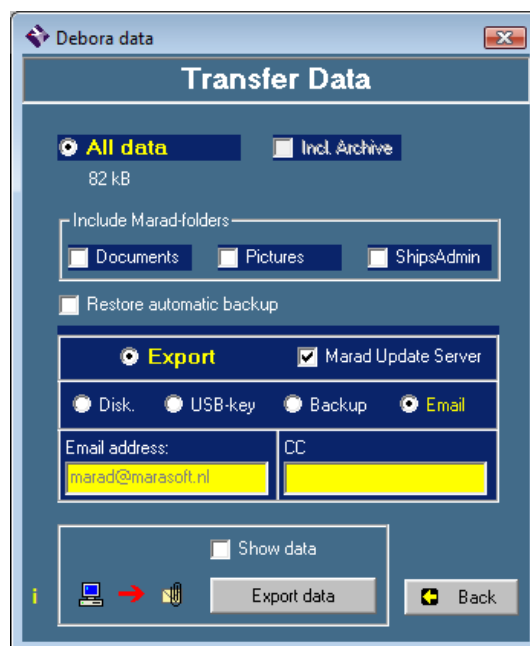 Debora data
Transfer Data
All data
Incl. Archive
82 kB
Include Marad-folders
Documents
Pictures
ShipsAdmin
Restore automatic backup
Export
Marad Update Server
Disk.
USB-key
Backup
Email
Email address:
CC
marad@marasoft.nl
Show data
i
Export data
Back